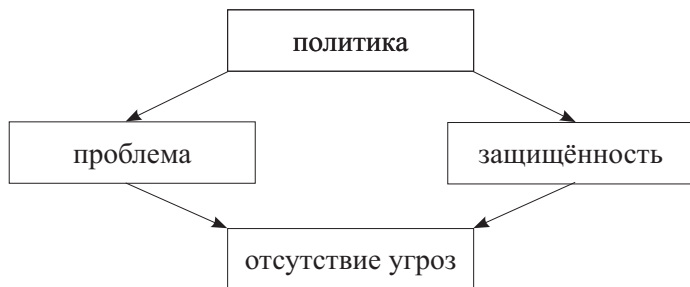 политика
проблема
защищённость
отсутствие угроз